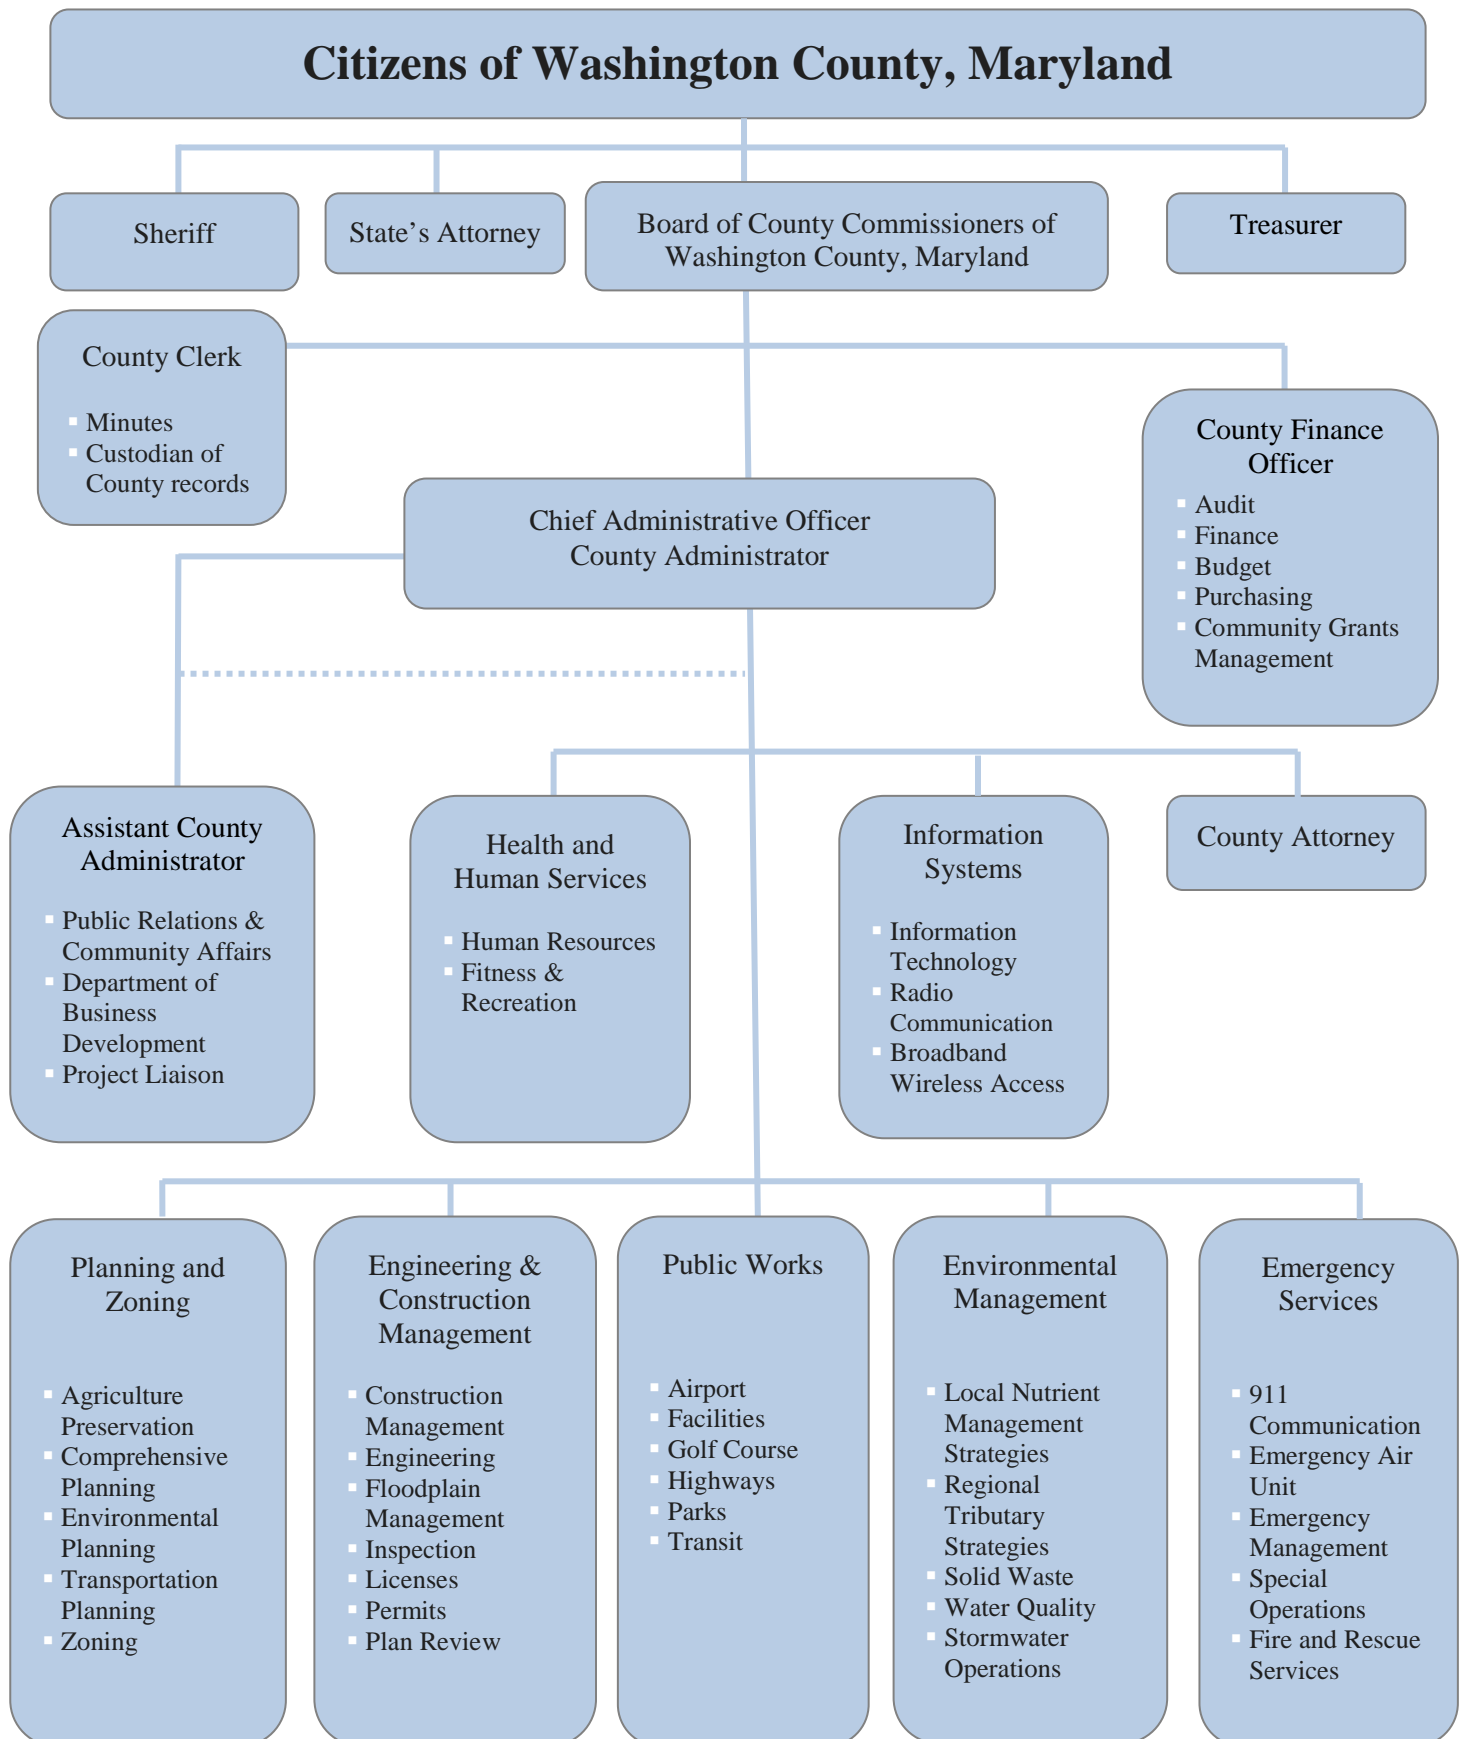 Citizens of Washington County, Maryland
Sheriff
State’s Attorney
Board of County Commissioners of
Washington County, Maryland
Treasurer
County Clerk
Minutes
Custodian of
County records
County Finance
Officer
Audit
Finance
Budget
Purchasing
Community Grants
Management
Chief Administrative Officer
County Administrator
Assistant County
Administrator
Public Relations &
Community Affairs
Department of
Business
Development
Project Liaison
Health and
Human Services
Human Resources
Fitness &
Recreation
Information
Systems
Information
Technology
Radio
Communication
Broadband
Wireless Access
County Attorney
Planning and
Zoning
Agriculture
Preservation
Comprehensive
Planning
Environmental
Planning
Transportation
Planning
Zoning
Engineering &
Construction
Management
Construction
Management
Engineering
Floodplain
Management
Inspection
Licenses
Permits
Plan Review
Public Works
Airport
Facilities
Golf Course
Highways
Parks
Transit
Environmental
Management
Local Nutrient
Management
Strategies
Regional
Tributary
Strategies
Solid Waste
Water Quality
Stormwater
Operations
Emergency
Services
911
Communication
Emergency Air
Unit
Emergency
Management
Special
Operations
Fire and Rescue
Services